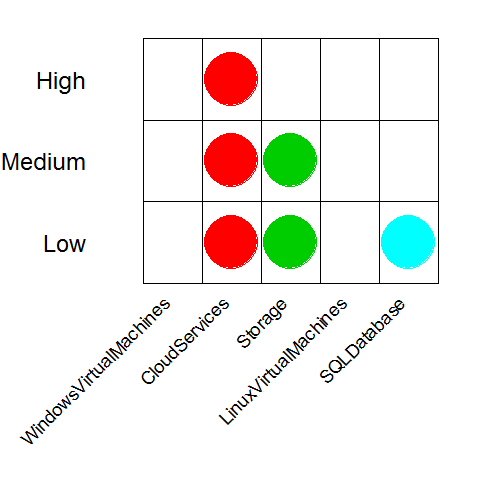 High
Medium
Low
WindowsVirtualMachines
CloudServices
Storage
LinuxVirtualMachines
SQLDatabase